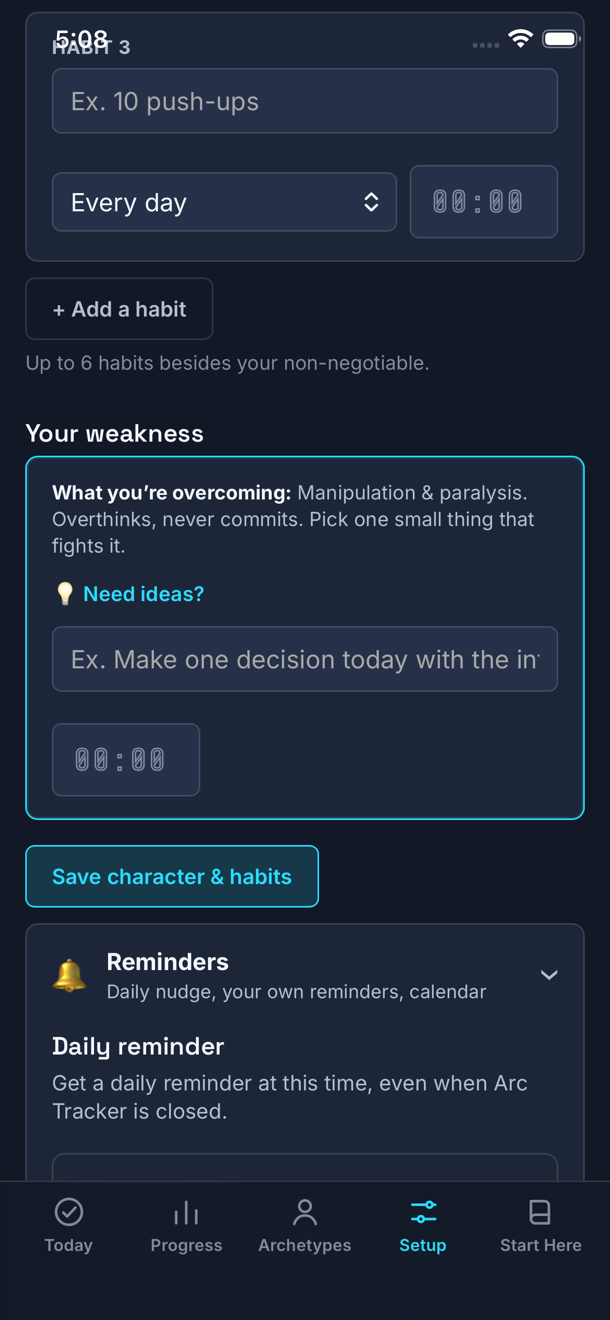 5:08
HABIT 3
Ex. 10 push-ups
Every day
00:00
+ Add a habit
Up to 6 habits besides your non-negotiable.
Your weakness
What you’re overcoming: Manipulation & paralysis.
Overthinks, never commits. Pick one small thing that
fights it.
Need ideas?
Ex. Make one decision today with the in
00:00
Save character & habits
Reminders
Daily nudge, your own reminders, calendar
Daily reminder
Get a daily reminder at this time, even when Arc
Tracker is closed.
Today
Progress
Archetypes
Setup
Start Here